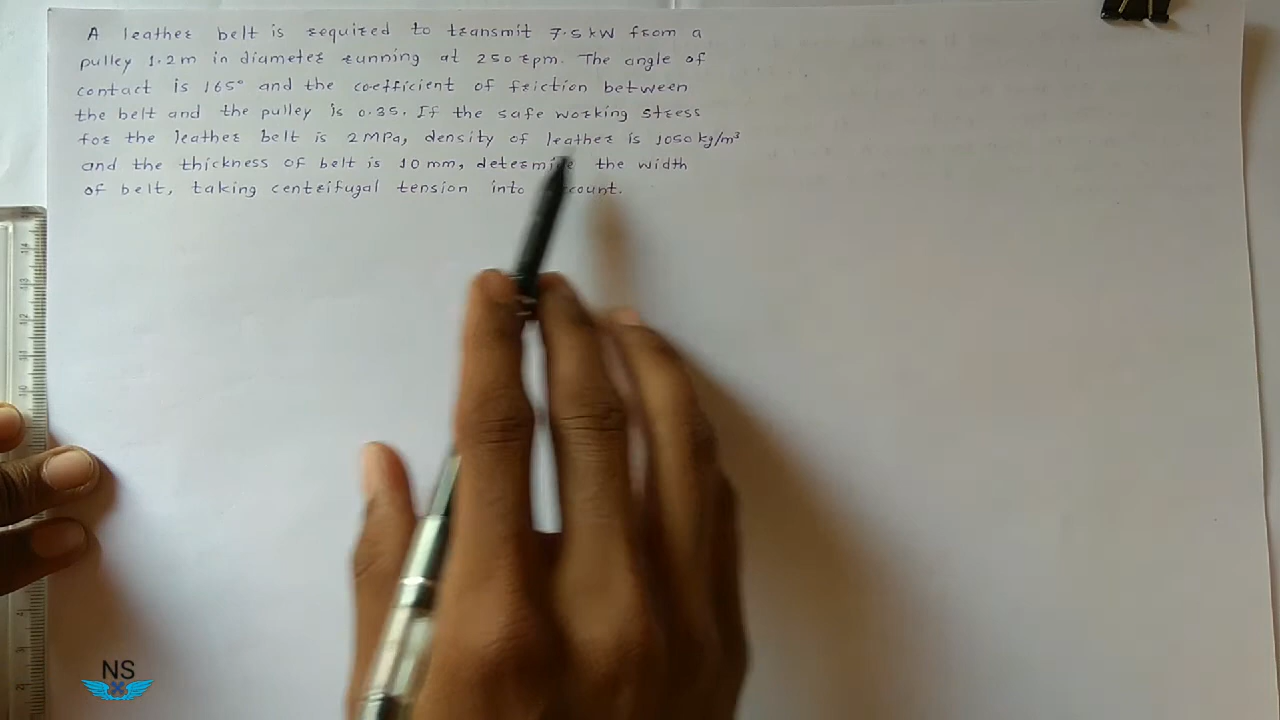 A leather belt is required to transmit 7.5 kW from a
pulley 1.2 m in diameter running at 250 rpm. The angle of
contact is 165° and the coefficient of friction between
the belt and the pulley is 0.35. If the safe working stress
for the leather belt is 2 MPa, density of leather is 1050 kg/m³
and the thickness of belt is 10 mm, determine the width
of belt, taking centrifugal tension into account.
NS